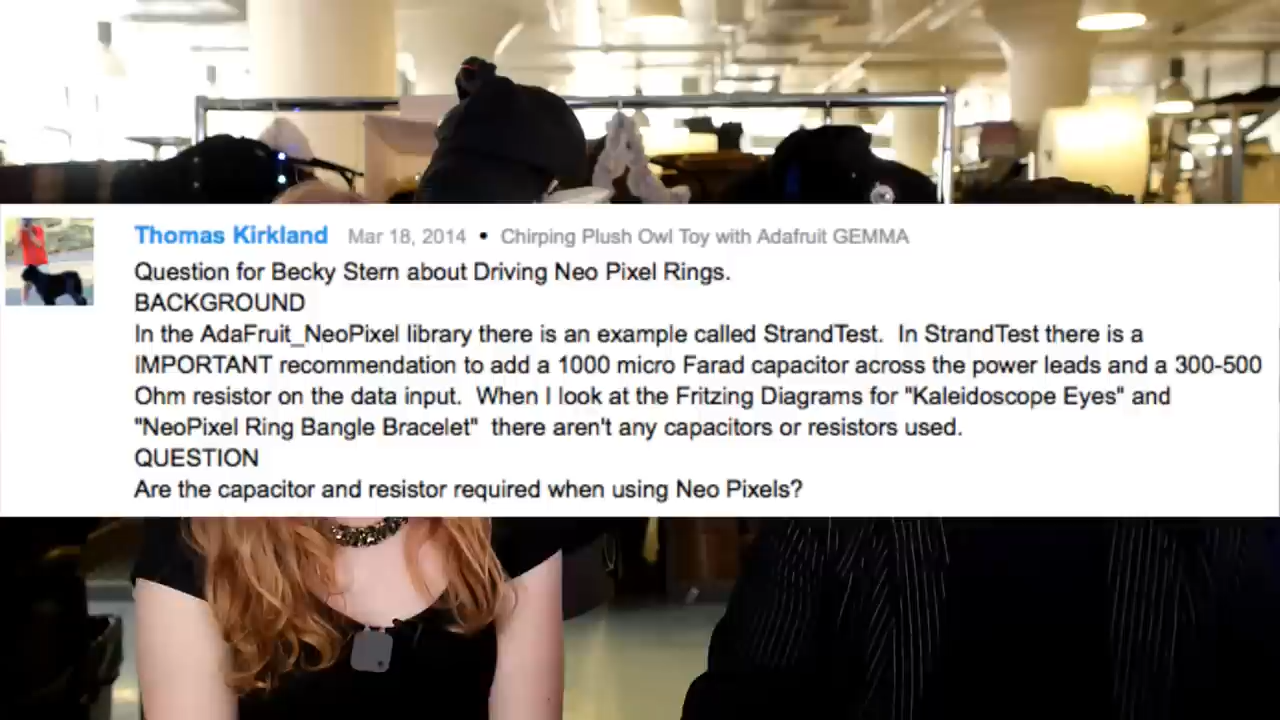 Thomas Kirkland Mar 18, 2014 • Chirping Plush Owl Toy with Adafruit GEMMA
Question for Becky Stern about Driving Neo Pixel Rings.
BACKGROUND
In the AdaFruit_NeoPixel library there is an example called StrandTest.  In StrandTest there is a
IMPORTANT recommendation to add a 1000 micro Farad capacitor across the power leads and a 300-500
Ohm resistor on the data input.  When I look at the Fritzing Diagrams for "Kaleidoscope Eyes" and
"NeoPixel Ring Bangle Bracelet"  there aren't any capacitors or resistors used.
QUESTION
Are the capacitor and resistor required when using Neo Pixels?